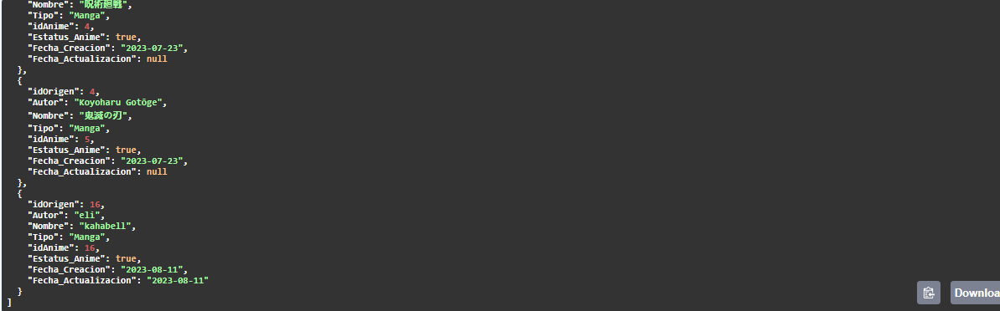 "Nombre": "呪術廻戦",
"Tipo": "Manga",
"idAnime": 4,
"Estatus_Anime": true,
"Fecha_Creacion": "2023-07-23",
"Fecha_Actualizacion": null
},
{
"idOrigen": 4,
"Autor": "Koyoharu Gotōge",
"Nombre": "鬼滅の刃",
"Tipo": "Manga",
"idAnime": 5,
"Estatus_Anime": true,
"Fecha_Creacion": "2023-07-23",
"Fecha_Actualizacion": null
},
{
"idOrigen": 16,
"Autor": "eli",
"Nombre": "kahabell",
"Tipo": "Manga",
"idAnime": 16,
"Estatus_Anime": true,
"Fecha_Creacion": "2023-08-11",
"Fecha_Actualizacion": "2023-08-11"
}
]
Downloa